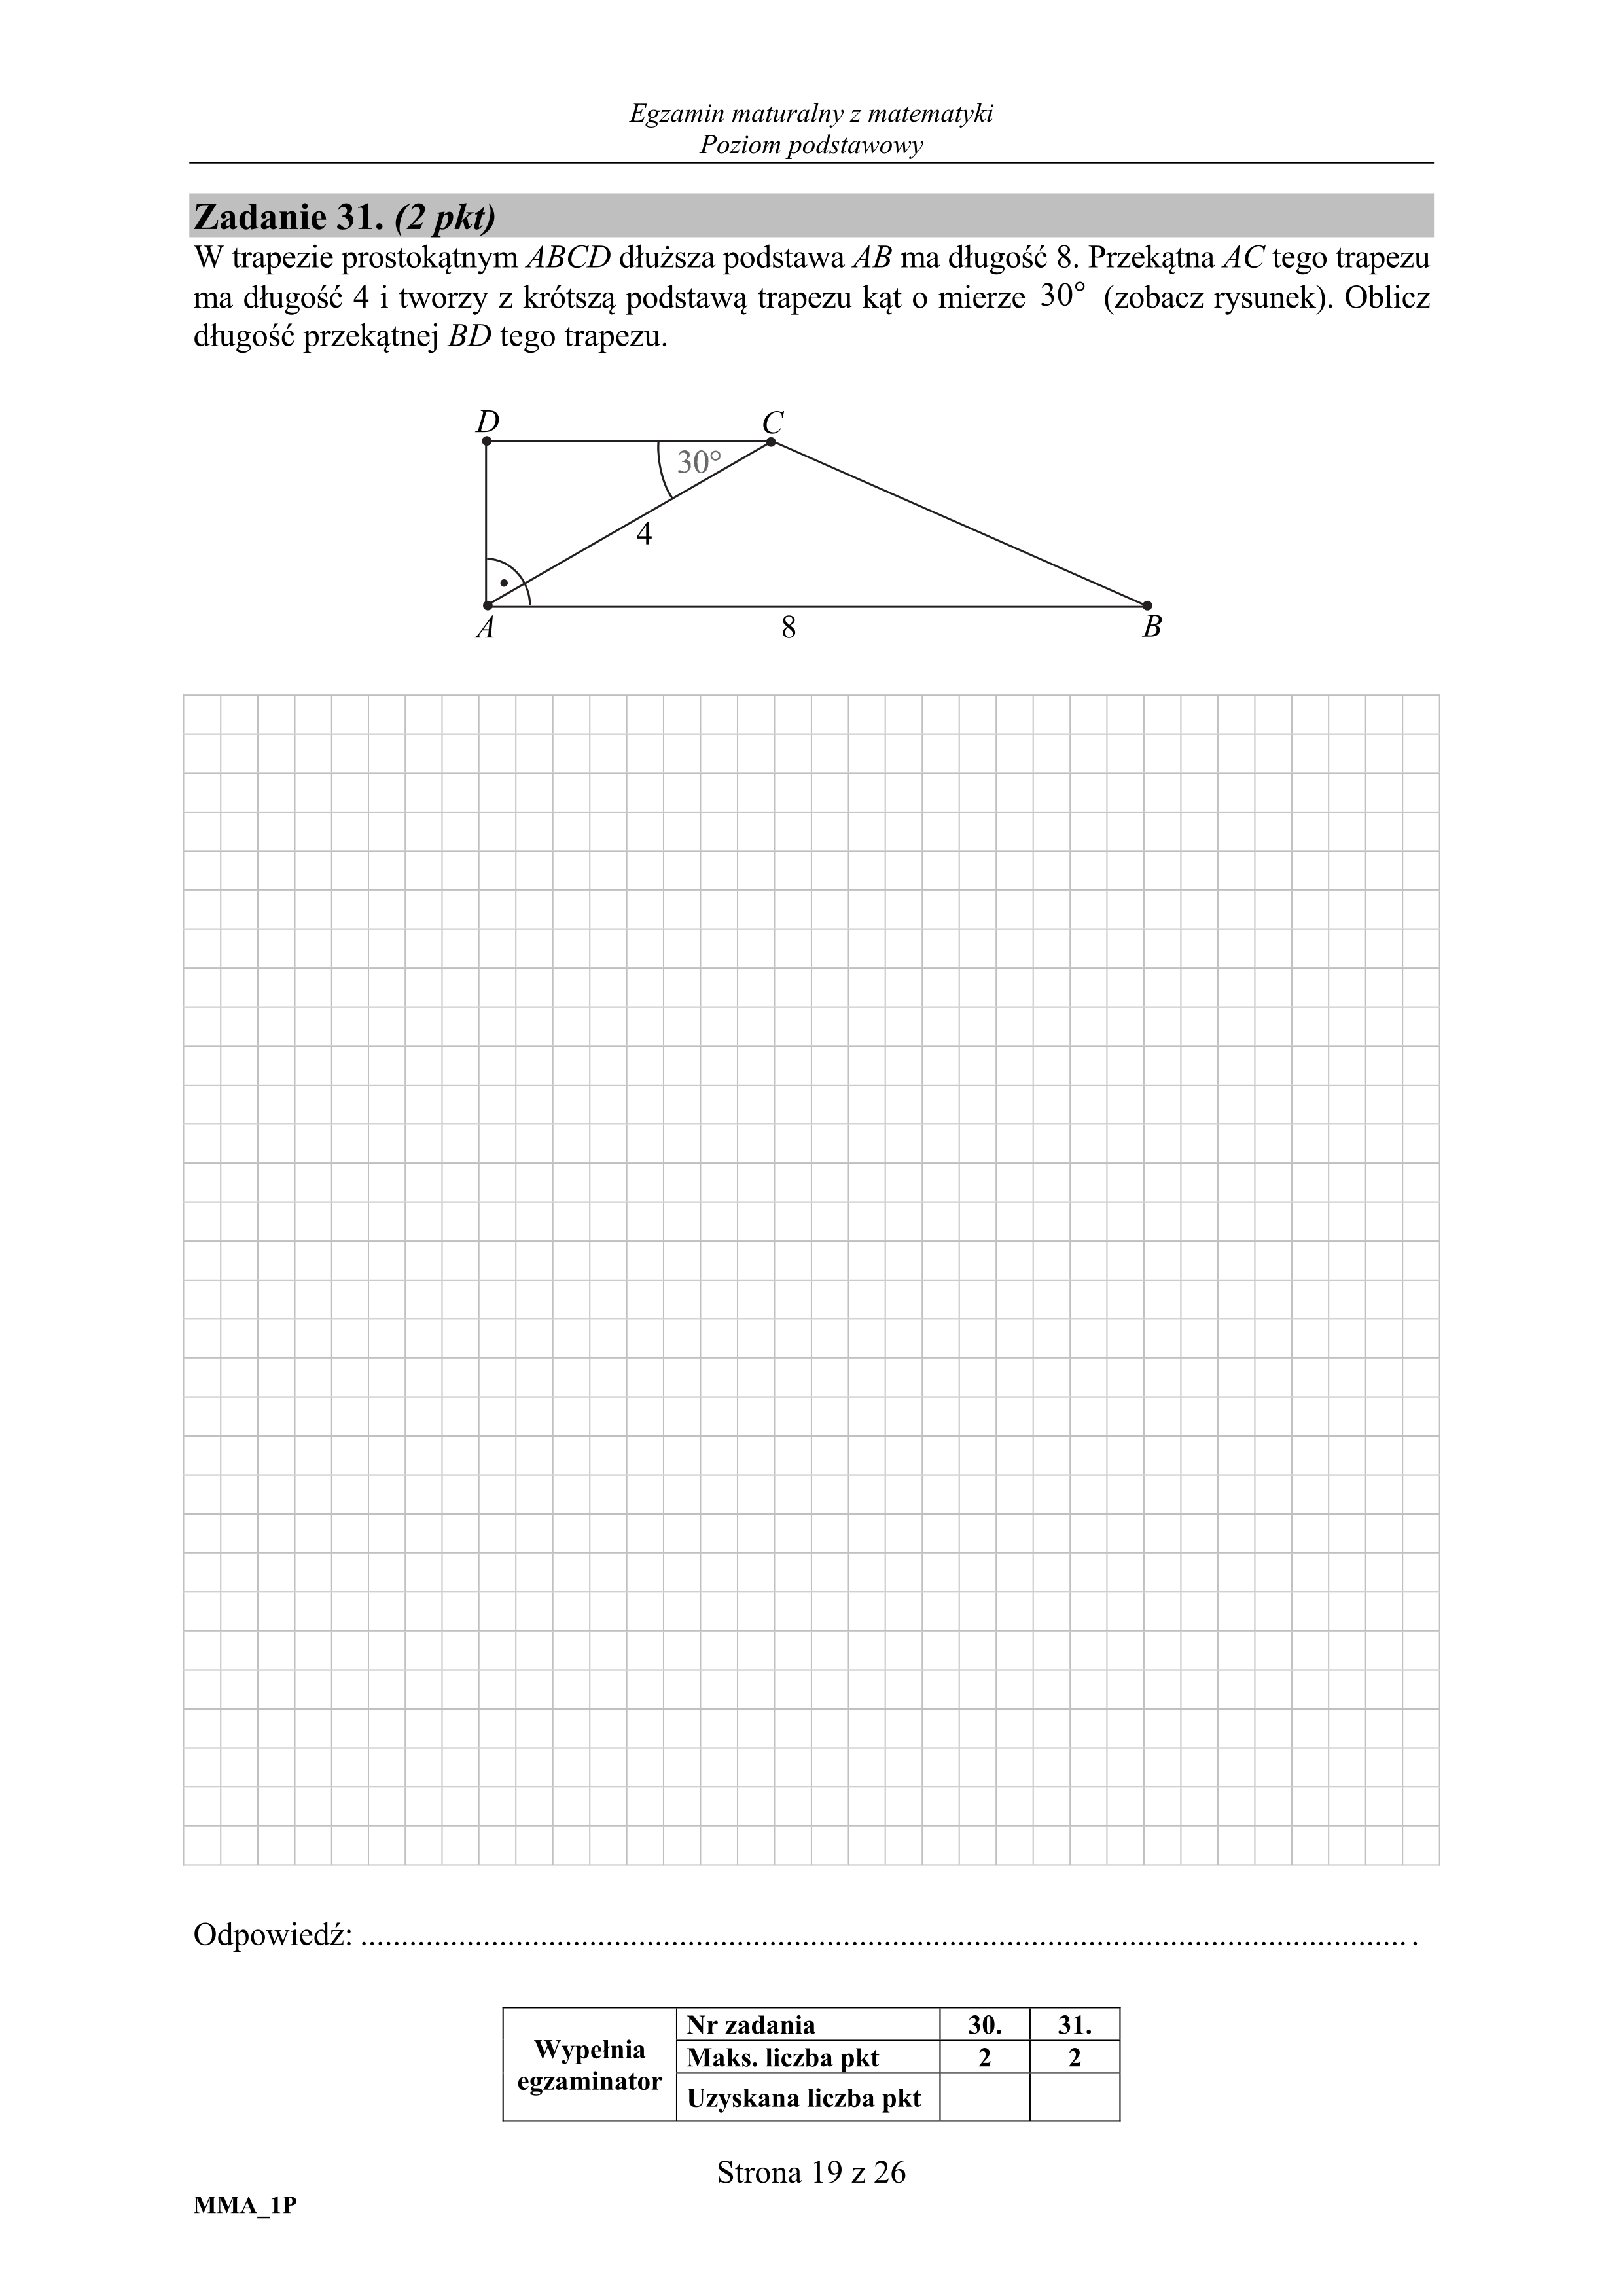 Egzamin maturalny z matematyki
Poziom podstawowy
Zadanie 31. (2 pkt)
W trapezie prostokątnym ABCD dłuższa podstawa AB ma długość 8. Przekątna AC tego trapezu
ma długość 4 i tworzy z krótszą podstawą trapezu kąt o mierze 30° (zobacz rysunek). Oblicz
długość przekątnej BD tego trapezu.
D
C
30°
4
A
8
B
Odpowiedź: .................................................................................................................................. .
Wypełnia
egzaminator
Nr zadania 30. 31.
Maks. liczba pkt 2 2
Uzyskana liczba pkt
Strona 19 z 26
MMA_1P